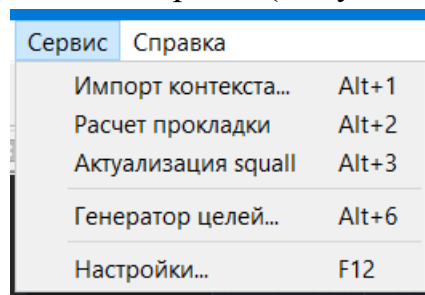 Сервис Справка
Импорт контекста... Alt+1
Расчет прокладки Alt+2
Актуализация squall Alt+3
Генератор целей... Alt+6
Настройки... F12